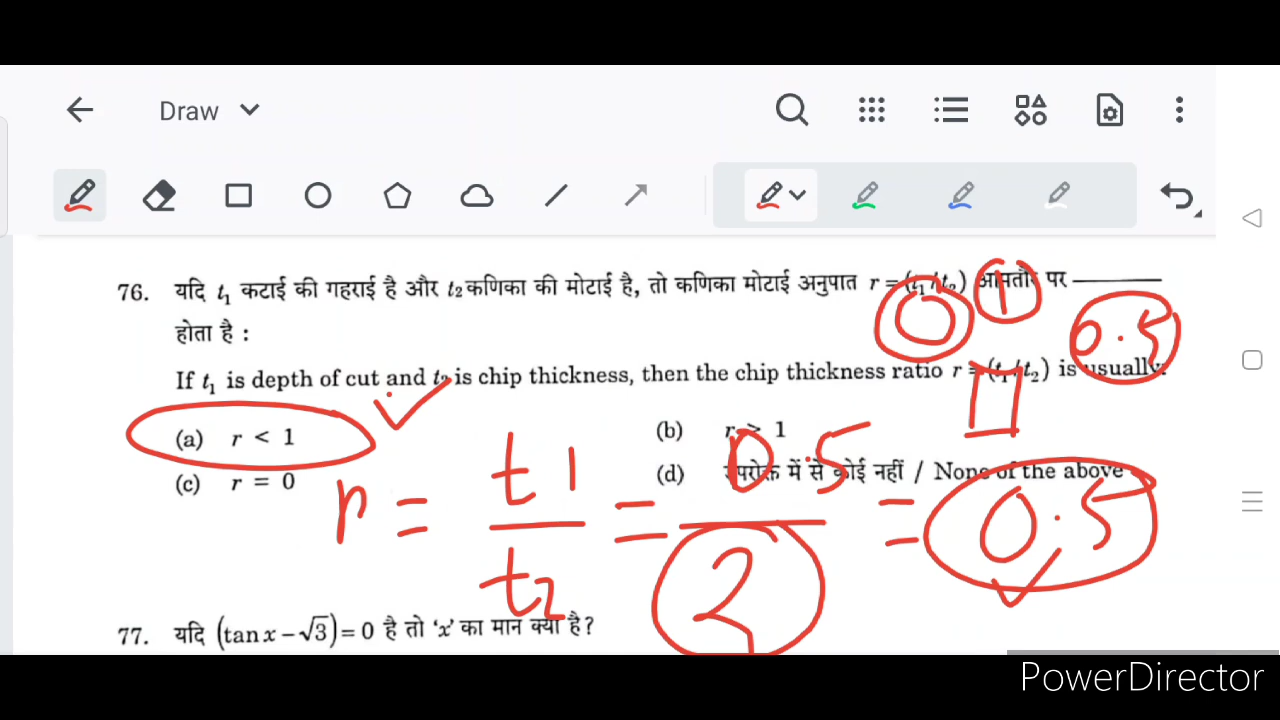 Draw
76. यदि t₁ कटाई की गहराई है और t₂ कणिका की मोटाई है, तो कणिका मोटाई अनुपात r = (t₁/t₂) आमतौर पर ————
होता है :
0 1 0.5
If t₁ is depth of cut and t₂ is chip thickness, then the chip thickness ratio r = (t₁/t₂) is usually:
(a) r < 1 (b) r > 1
(c) r = 0 (d) उपरोक्त में से कोई नहीं / None of the above
r = t1/t2 = 0.5/2 = 0.5
77. यदि (tan x − √3) = 0 है तो ‘x’ का मान क्या है?
PowerDirector